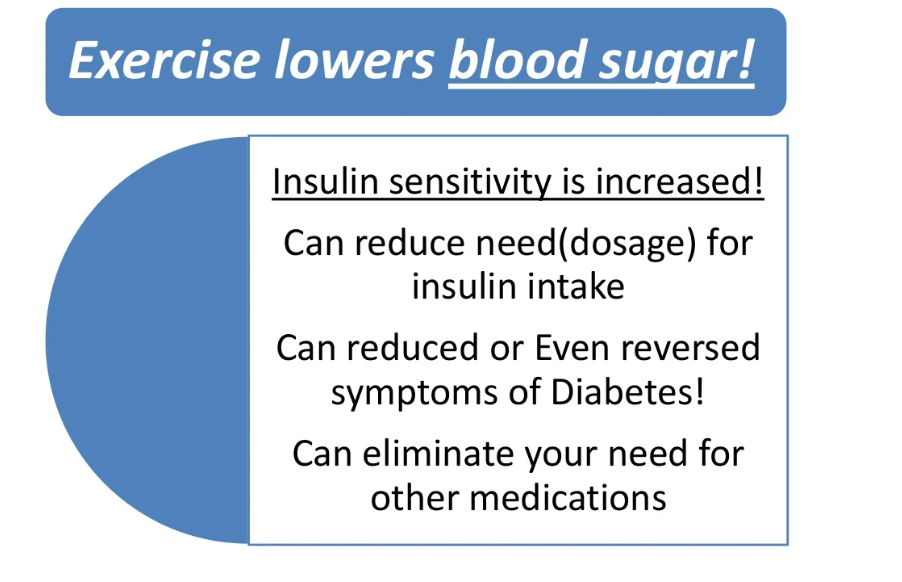 Exercise lowers blood sugar!
Insulin sensitivity is increased!
Can reduce need(dosage) for
insulin intake
Can reduced or Even reversed
symptoms of Diabetes!
Can eliminate your need for
other medications